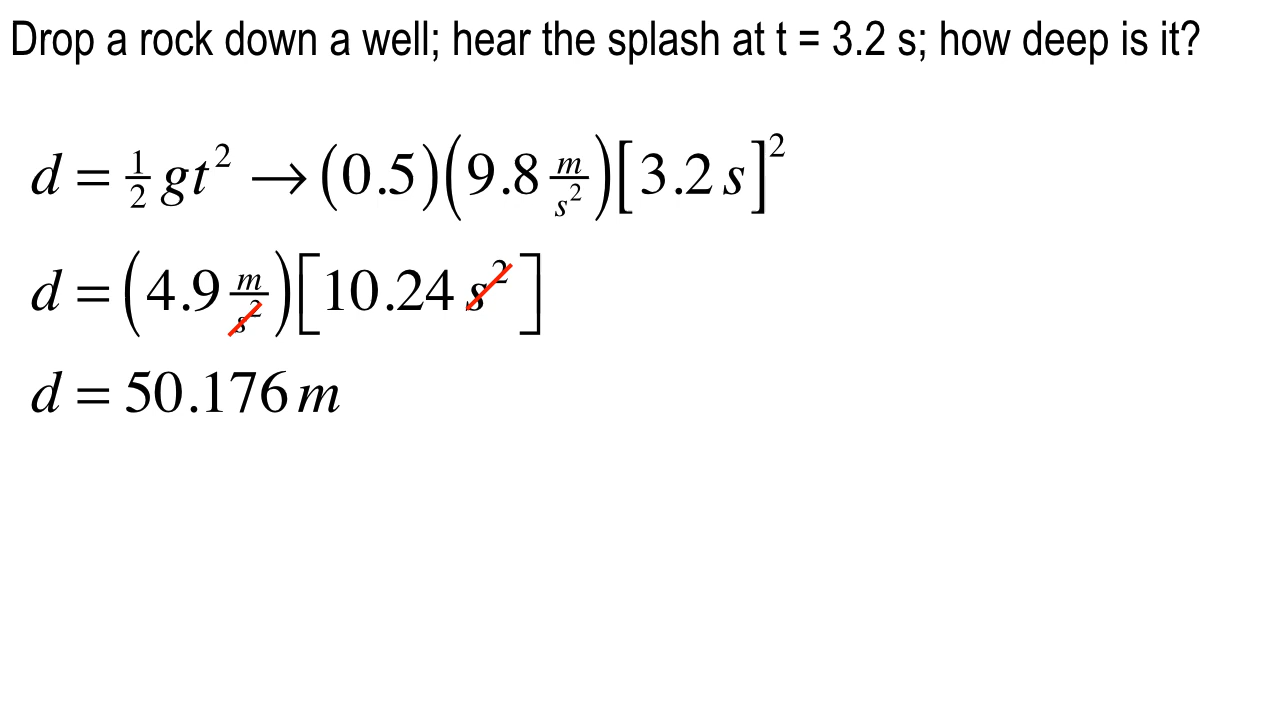 Drop a rock down a well; hear the splash at t = 3.2 s; how deep is it?
d = ½ gt² → (0.5)(9.8 m/s²)[3.2 s]²
d = (4.9 m/s²)[10.24 s²]
d = 50.176 m